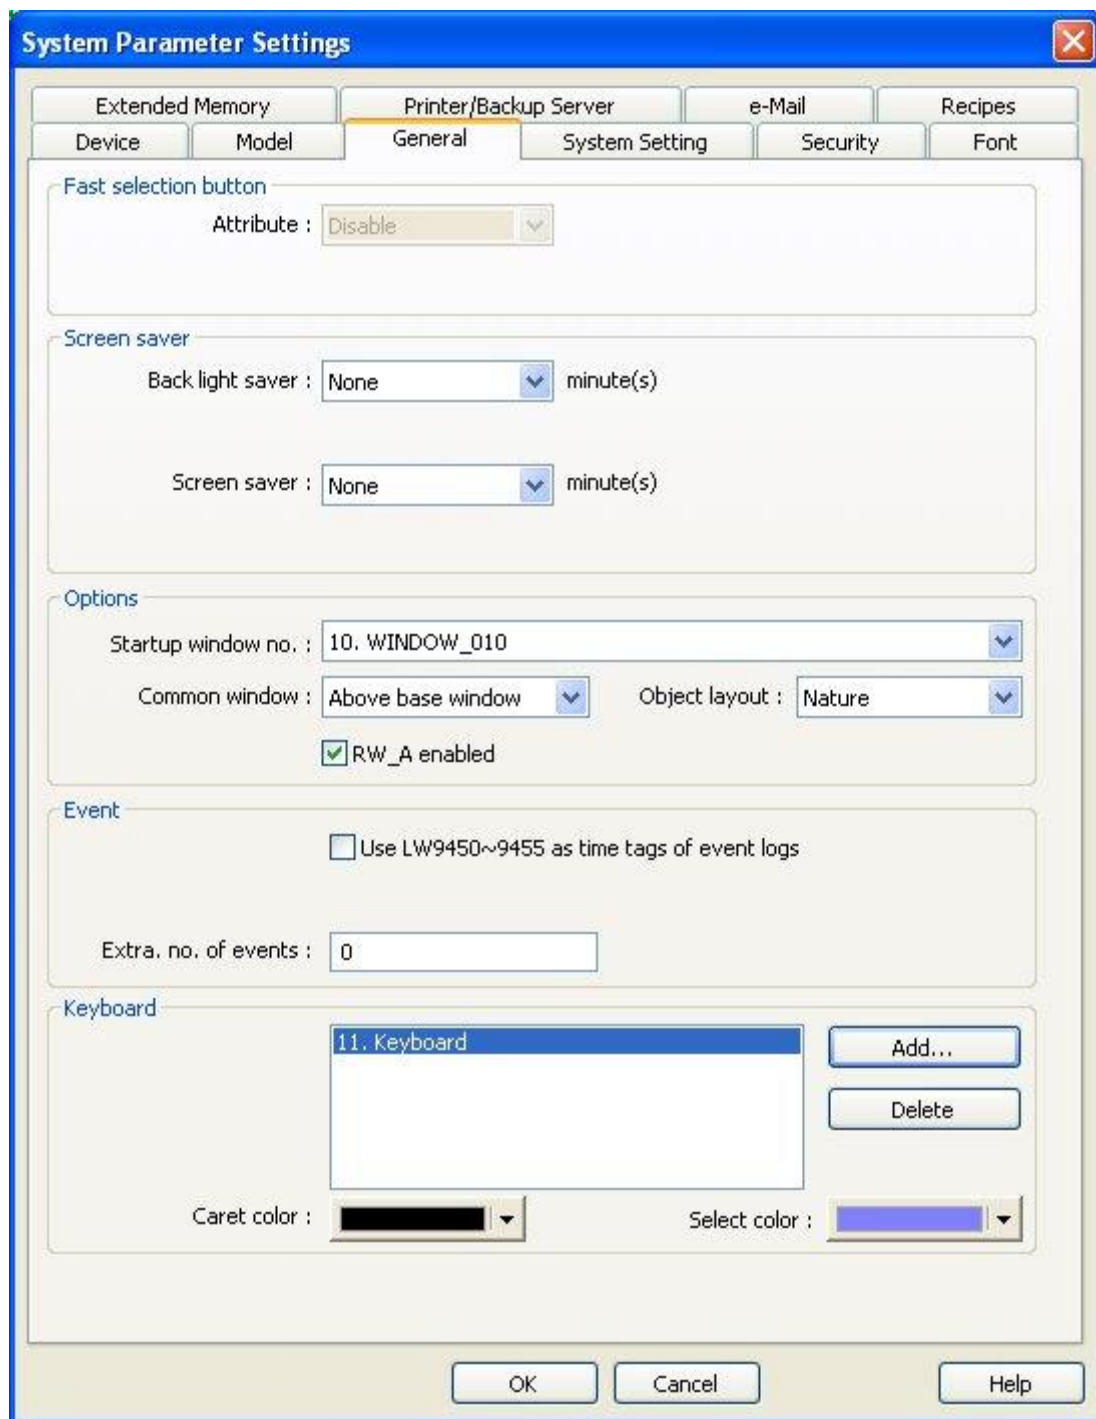 System Parameter Settings
Extended Memory Printer/Backup Server e-Mail Recipes
Device Model General System Setting Security Font
Fast selection button
Attribute : Disable
Screen saver
Back light saver : None minute(s)
Screen saver : None minute(s)
Options
Startup window no. : 10. WINDOW_010
Common window : Above base window Object layout : Nature
RW_A enabled
Event
Use LW9450~9455 as time tags of event logs
Extra. no. of events : 0
Keyboard
11. Keyboard
Add...
Delete
Caret color : Select color :
OK Cancel Help